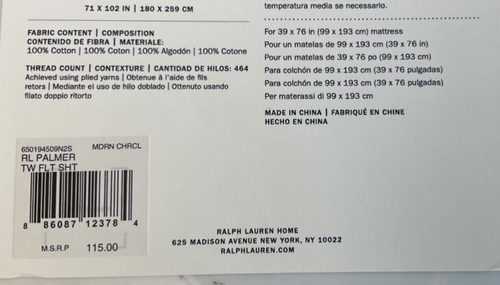 71 X 102 IN | 180 X 259 CM
FABRIC CONTENT | COMPOSITION
CONTENIDO DE FIBRA | MATERIALE:
100% Cotton | 100% Coton | 100% Algodón | 100% Cotone
THREAD COUNT | CONTEXTURE | CANTIDAD DE HILOS: 464
Achieved using plied yarns | Obtenue à l'aide de fils
retors | Mediante el uso de hilo doblado | Ottenuto usando
filato doppio ritorto
temperatura media se necesario.
For 39 x 76 in (99 x 193 cm) mattress
Pour un matelas de 99 x 193 cm (39 x 76 in)
Pour un matelas de 39 x 76 po (99 x 193 cm)
Para colchón de 99 x 193 cm (39 x 76 pulgadas)
Para colchón de 99 x 193 cm (39 x 76 pulgadas)
Per materassi di 99 x 193 cm
MADE IN CHINA | FABRIQUÉ EN CHINE
HECHO EN CHINA
650194509N2S MDRN CHRCL
RL PALMER
TW FLT SHT
8 86087 12378 4
M.S.R.P 115.00
RALPH LAUREN HOME
625 MADISON AVENUE NEW YORK, NY 10022
RALPHLAUREN.COM